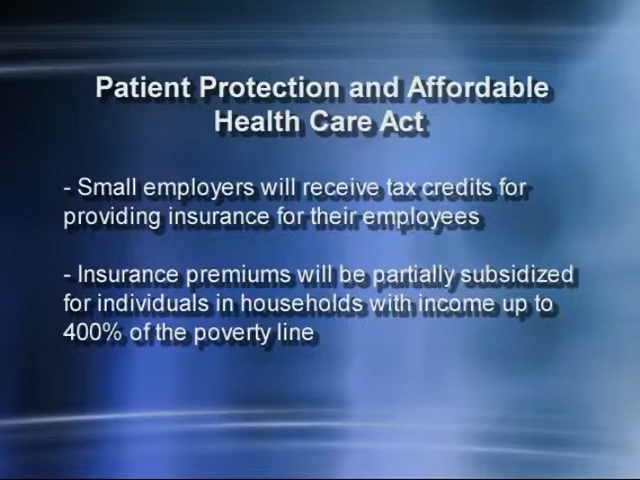 Patient Protection and Affordable
Health Care Act
- Small employers will receive tax credits for
providing insurance for their employees
- Insurance premiums will be partially subsidized
for individuals in households with income up to
400% of the poverty line